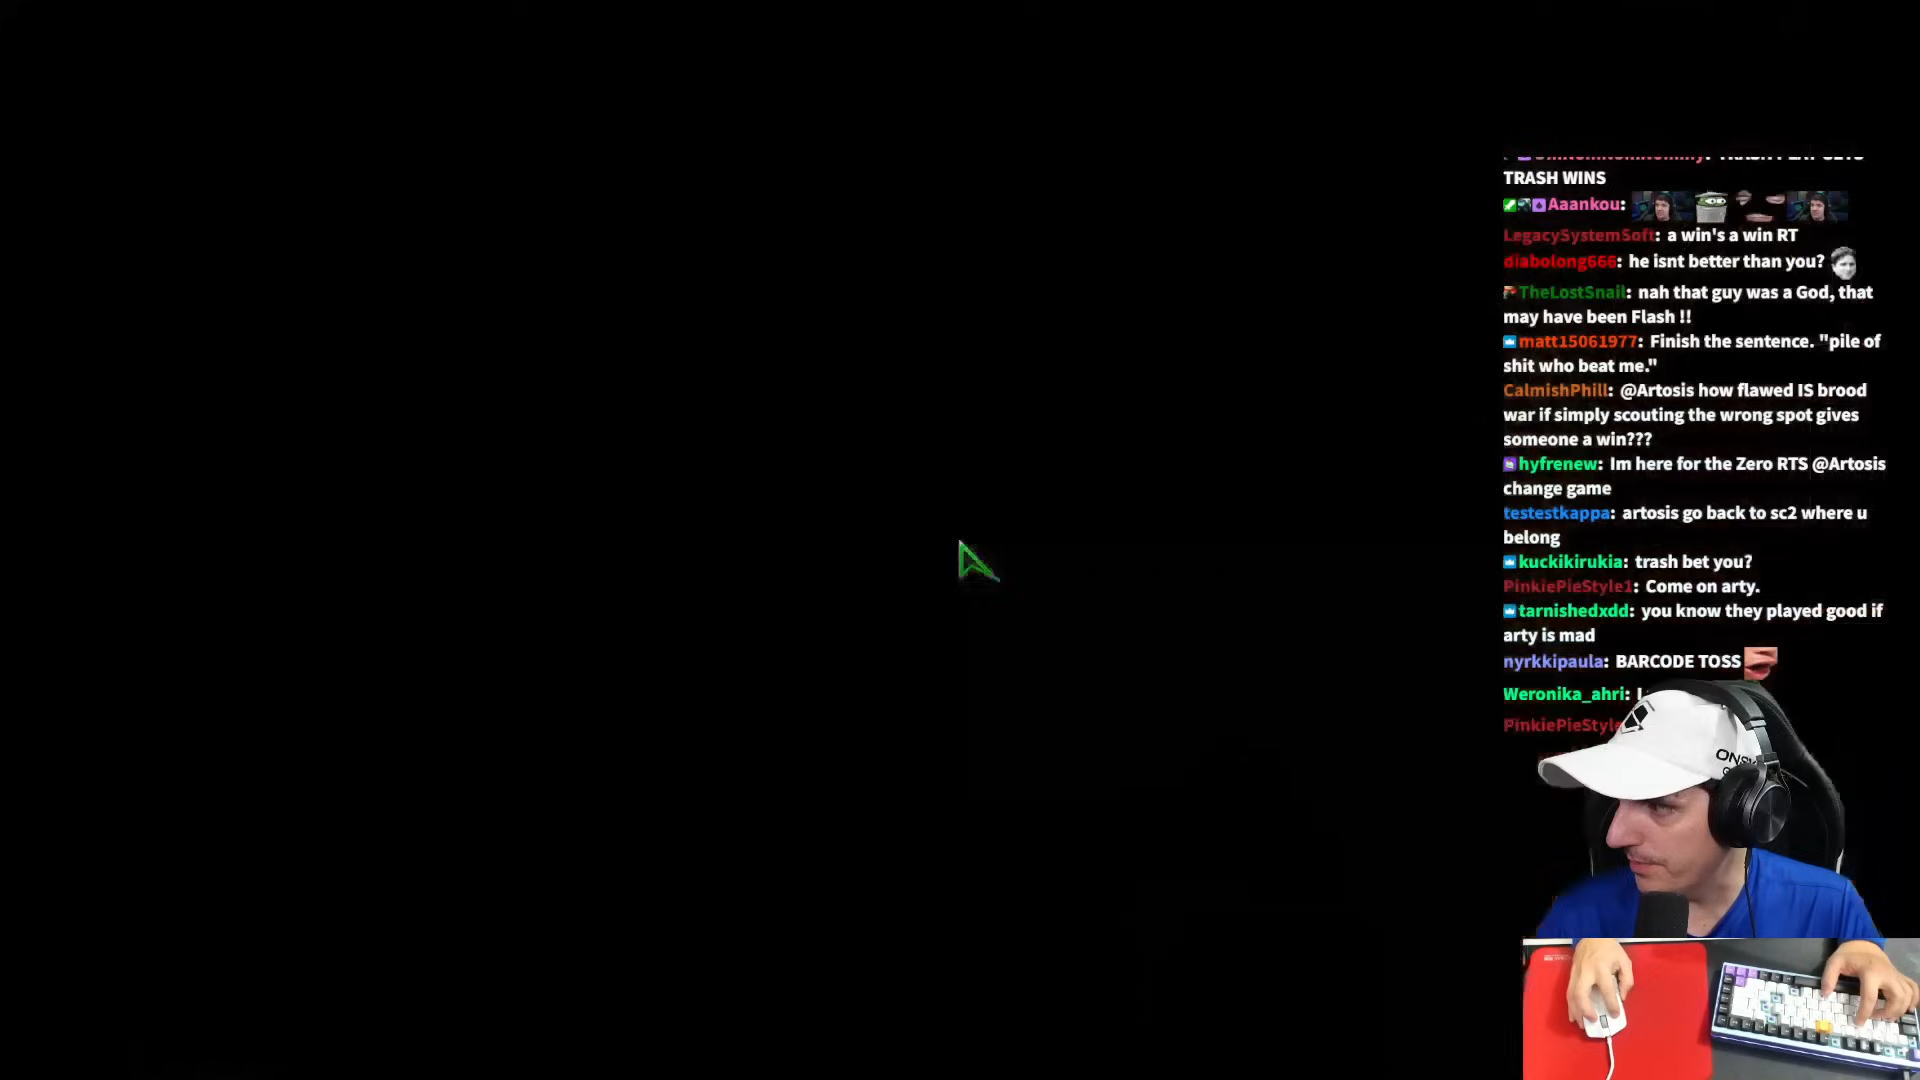 TRASH WINS
Aaankou:
LegacySystemSoft: a win's a win RT
diabolong666: he isnt better than you?
TheLostSnail: nah that guy was a God, that
may have been Flash !!
matt15061977: Finish the sentence. "pile of
shit who beat me."
CalmishPhill: @Artosis how flawed IS brood
war if simply scouting the wrong spot gives
someone a win???
hyfrenew: Im here for the Zero RTS @Artosis
change game
testestkappa: artosis go back to sc2 where u
belong
kuckikirukia: trash bet you?
PinkiePieStyle1: Come on arty.
tarnishedxdd: you know they played good if
arty is mad
nyrkkipaula: BARCODE TOSS
Weronika_ahri:
PinkiePieStyle